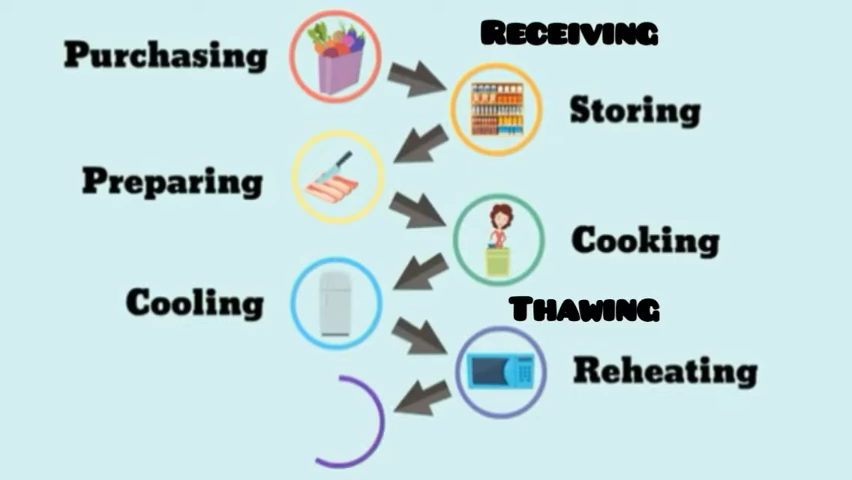 Purchasing
RECEIVING
Storing
Preparing
Cooking
Cooling
THAWING
Reheating